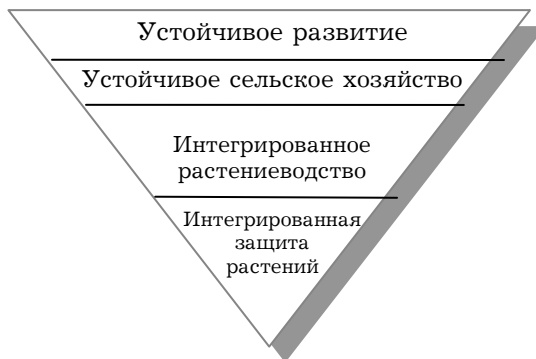 Устойчивое развитие
Устойчивое сельское хозяйство
Интегрированное
растениеводство
Интегрированная
защита
растений